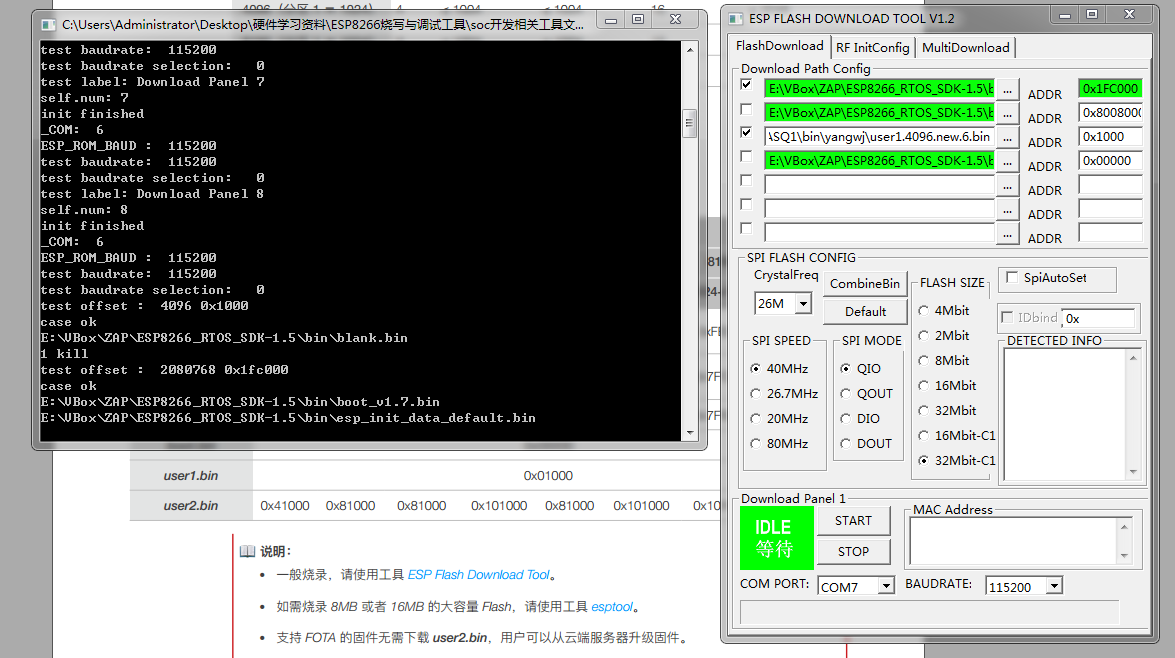 C:\Users\Administrator\Desktop\硬件学习资料\ESP8266烧写与调试工具\soc开发相关工具文...
test baudrate: 115200
test baudrate selection: 0
test label: Download Panel 7
self.num: 7
init finished
_COM: 6
ESP_ROM_BAUD : 115200
test baudrate: 115200
test baudrate selection: 0
test label: Download Panel 8
self.num: 8
init finished
_COM: 6
ESP_ROM_BAUD : 115200
test baudrate: 115200
test baudrate selection: 0
test offset : 4096 0x1000
case ok
E:\VBox\ZAP\ESP8266_RTOS_SDK-1.5\bin\blank.bin
1 kill
test offset : 2080768 0x1fc000
case ok
E:\VBox\ZAP\ESP8266_RTOS_SDK-1.5\bin\boot_v1.7.bin
E:\VBox\ZAP\ESP8266_RTOS_SDK-1.5\bin\esp_init_data_default.bin
user1.bin 0x01000
user2.bin 0x41000 0x81000 0x81000 0x101000 0x81000 0x101000 0x10
说明：
• 一般烧录，请使用工具 ESP Flash Download Tool。
• 如需烧录 8MB 或者 16MB 的大容量 Flash，请使用工具 esptool。
• 支持 FOTA 的固件无需下载 user2.bin，用户可以从云端服务器升级固件。
ESP FLASH DOWNLOAD TOOL V1.2
FlashDownload RF InitConfig MultiDownload
Download Path Config
E:\VBox\ZAP\ESP8266_RTOS_SDK-1.5\b ... ADDR 0x1FC000
E:\VBox\ZAP\ESP8266_RTOS_SDK-1.5\b ... ADDR 0x8008000
\SQ1\bin\yangwj\user1.4096.new.6.bin ... ADDR 0x1000
E:\VBox\ZAP\ESP8266_RTOS_SDK-1.5\b ... ADDR 0x00000
... ADDR
... ADDR
... ADDR
SPI FLASH CONFIG
CrystalFreq
26M
CombineBin
Default
SPI SPEED
40MHz
26.7MHz
20MHz
80MHz
SPI MODE
QIO
QOUT
DIO
DOUT
FLASH SIZE
4Mbit
2Mbit
8Mbit
16Mbit
32Mbit
16Mbit-C1
32Mbit-C1
SpiAutoSet
IDbind 0x
DETECTED INFO
Download Panel 1
IDLE
等待
START
STOP
MAC Address
COM PORT: COM7 BAUDRATE: 115200